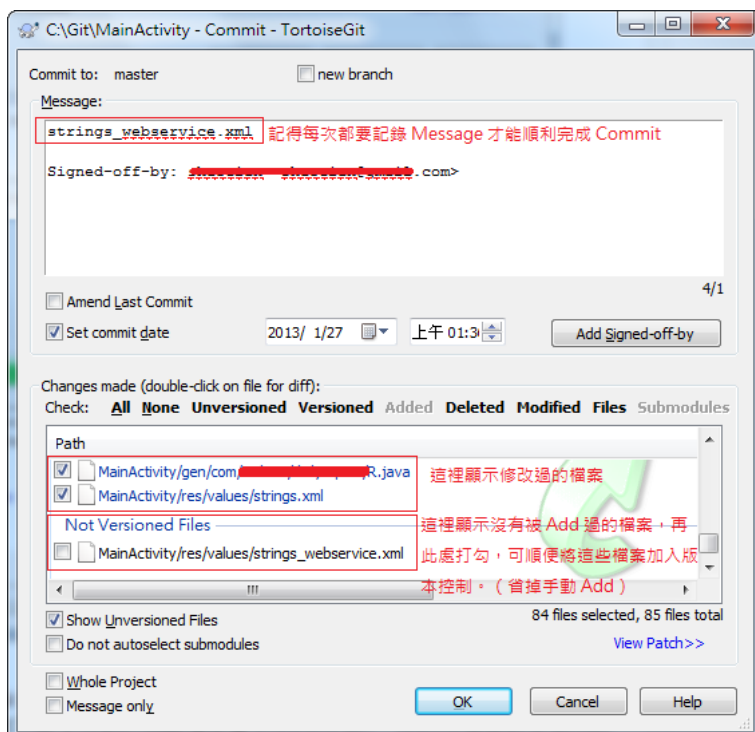 C:\Git\MainActivity - Commit - TortoiseGit
Commit to: master
new branch
Message:
strings_webservice.xml
記得每次都要記錄 Message 才能順利完成 Commit
Signed-off-by: .com>
4/1
Amend Last Commit
Set commit date 2013/ 1/27 上午 01:3
Add Signed-off-by
Changes made (double-click on file for diff):
Check: All None Unversioned Versioned Added Deleted Modified Files Submodules
Path
MainActivity/gen/com/ R.java
這裡顯示修改過的檔案
MainActivity/res/values/strings.xml
Not Versioned Files
這裡顯示沒有被 Add 過的檔案，再
MainActivity/res/values/strings_webservice.xml
此處打勾，可順便將這些檔案加入版
本控制。（省掉手動 Add）
Show Unversioned Files
84 files selected, 85 files total
Do not autoselect submodules
View Patch>>
Whole Project
Message only
OK
Cancel
Help